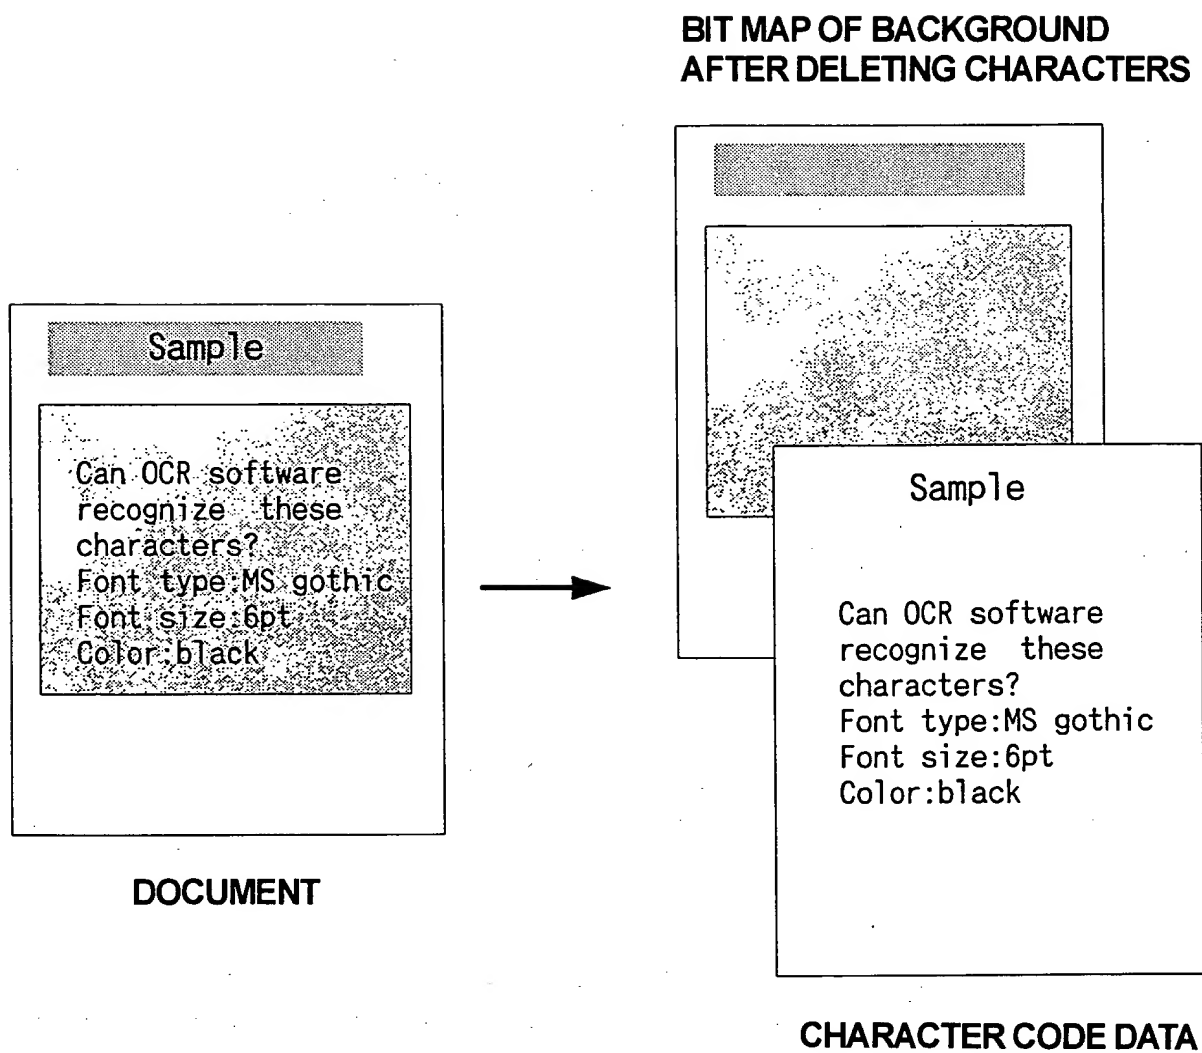 BIT MAP OF BACKGROUND
AFTER DELETING CHARACTERS
Sample
Can OCR software
recognize these
characters?
Font type:MS gothic
Font size:6pt
Color:black
DOCUMENT
Sample
Can OCR software
recognize these
characters?
Font type:MS gothic
Font size:6pt
Color:black
CHARACTER CODE DATA